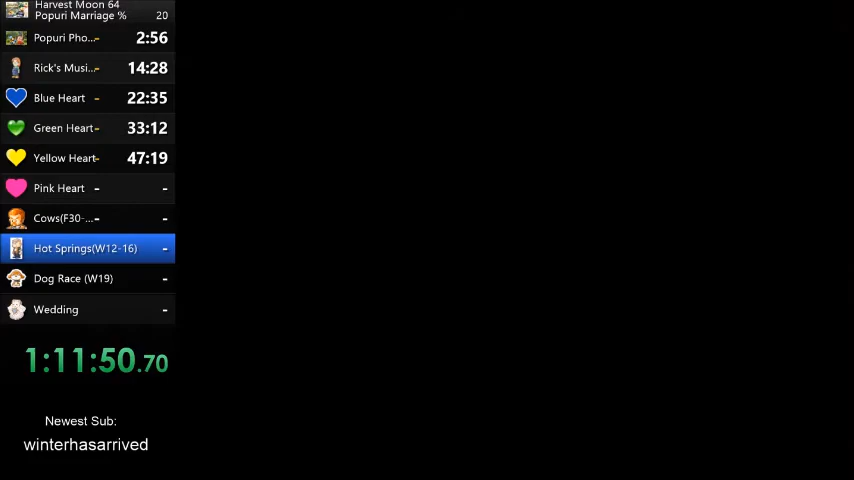 Harvest Moon 64
Popuri Marriage % 20
Popuri Pho...- 2:56
Rick's Musi...- 14:28
Blue Heart - 22:35
Green Heart- 33:12
Yellow Heart- 47:19
Pink Heart - -
Cows(F30-...- -
Hot Springs(W12-16) -
Dog Race (W19) -
Wedding -
1:11:50.70
Newest Sub:
winterhasarrived